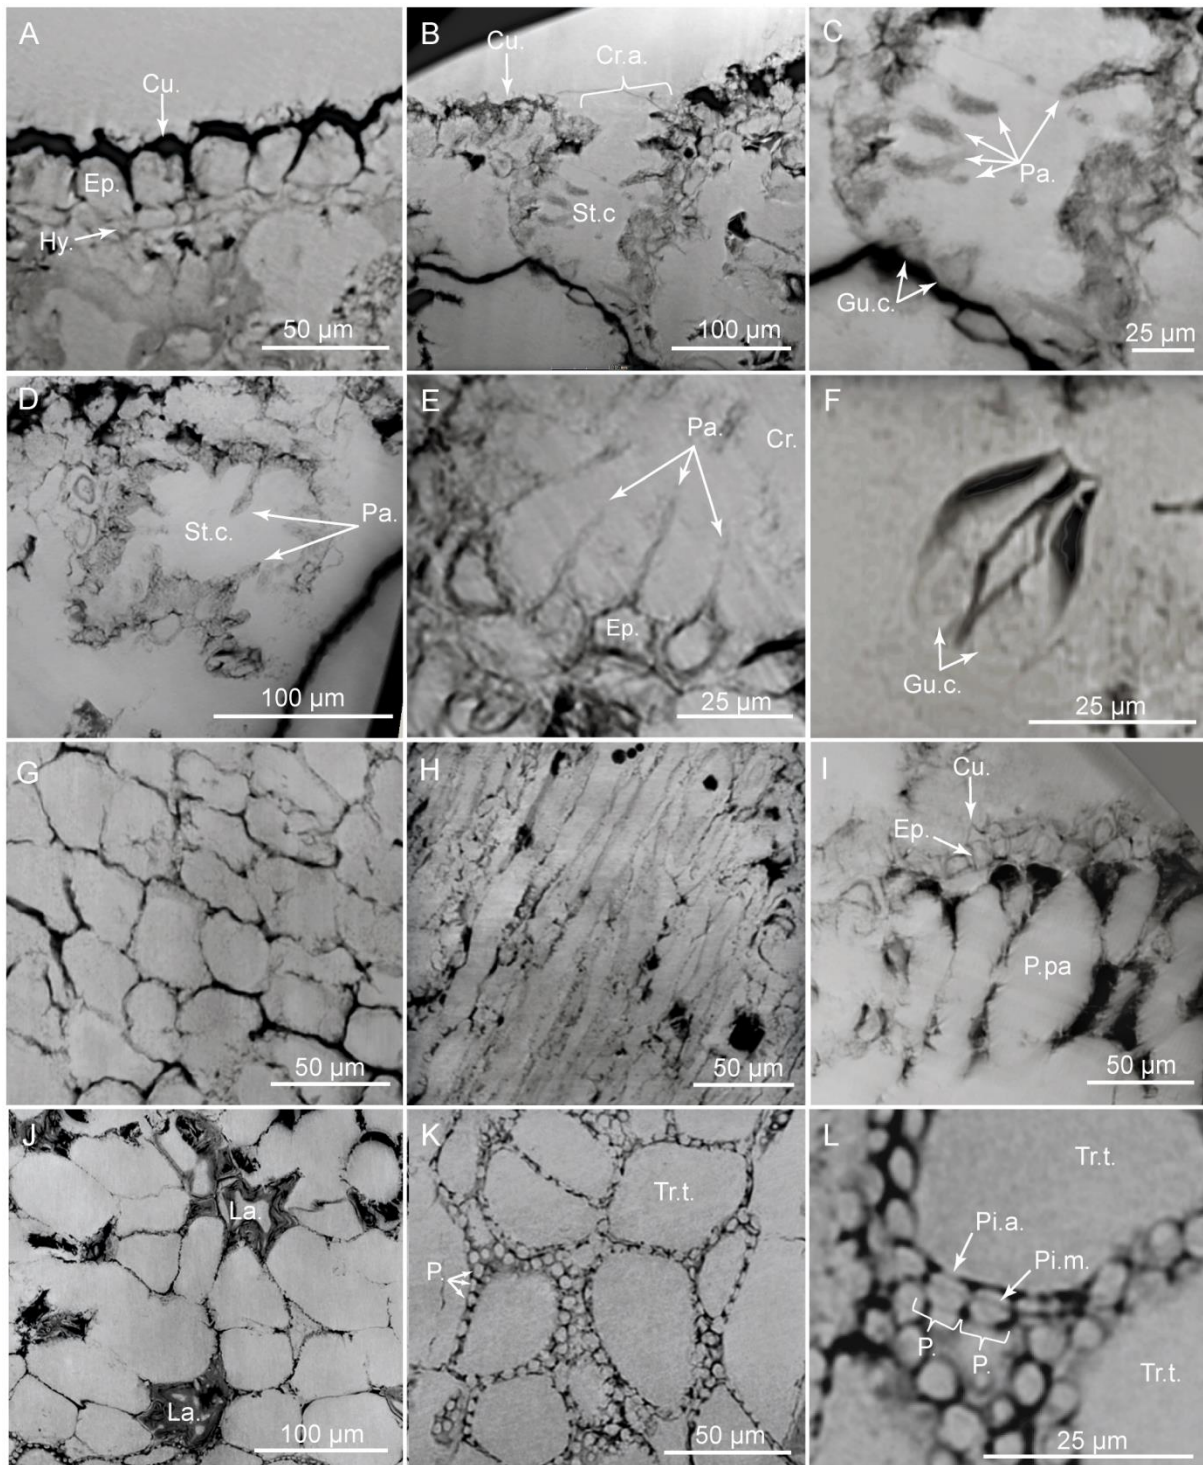 A
Cu.
Ep.
Hy.
50 µm
B
Cu.
Cr.a.
St.c
100 µm
C
Pa.
Gu.c.
25 µm
D
St.c.
Pa.
100 µm
E
Pa.
Cr.
Ep.
25 µm
F
Gu.c.
25 µm
G
50 µm
H
50 µm
I
Cu.
Ep.
P.pa
50 µm
J
La.
La.
100 µm
K
Tr.t.
P.
50 µm
L
Tr.t.
Pi.a.
Pi.m.
P.
P.
Tr.t.
25 µm